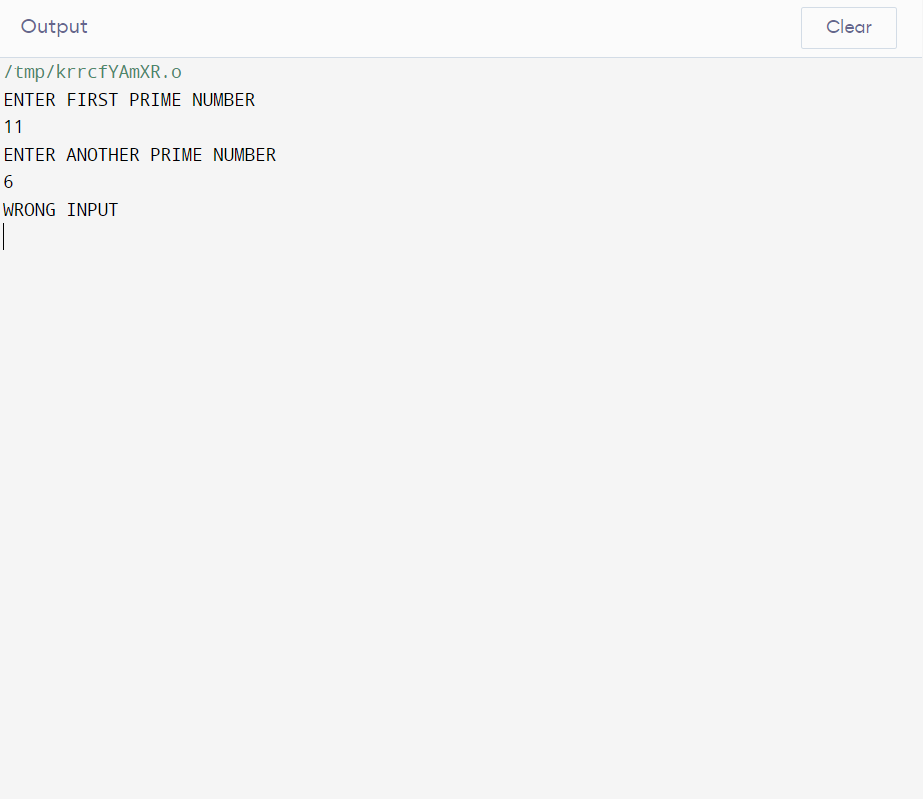 Output
Clear
/tmp/krrcfYAmXR.o
ENTER FIRST PRIME NUMBER
11
ENTER ANOTHER PRIME NUMBER
6
WRONG INPUT